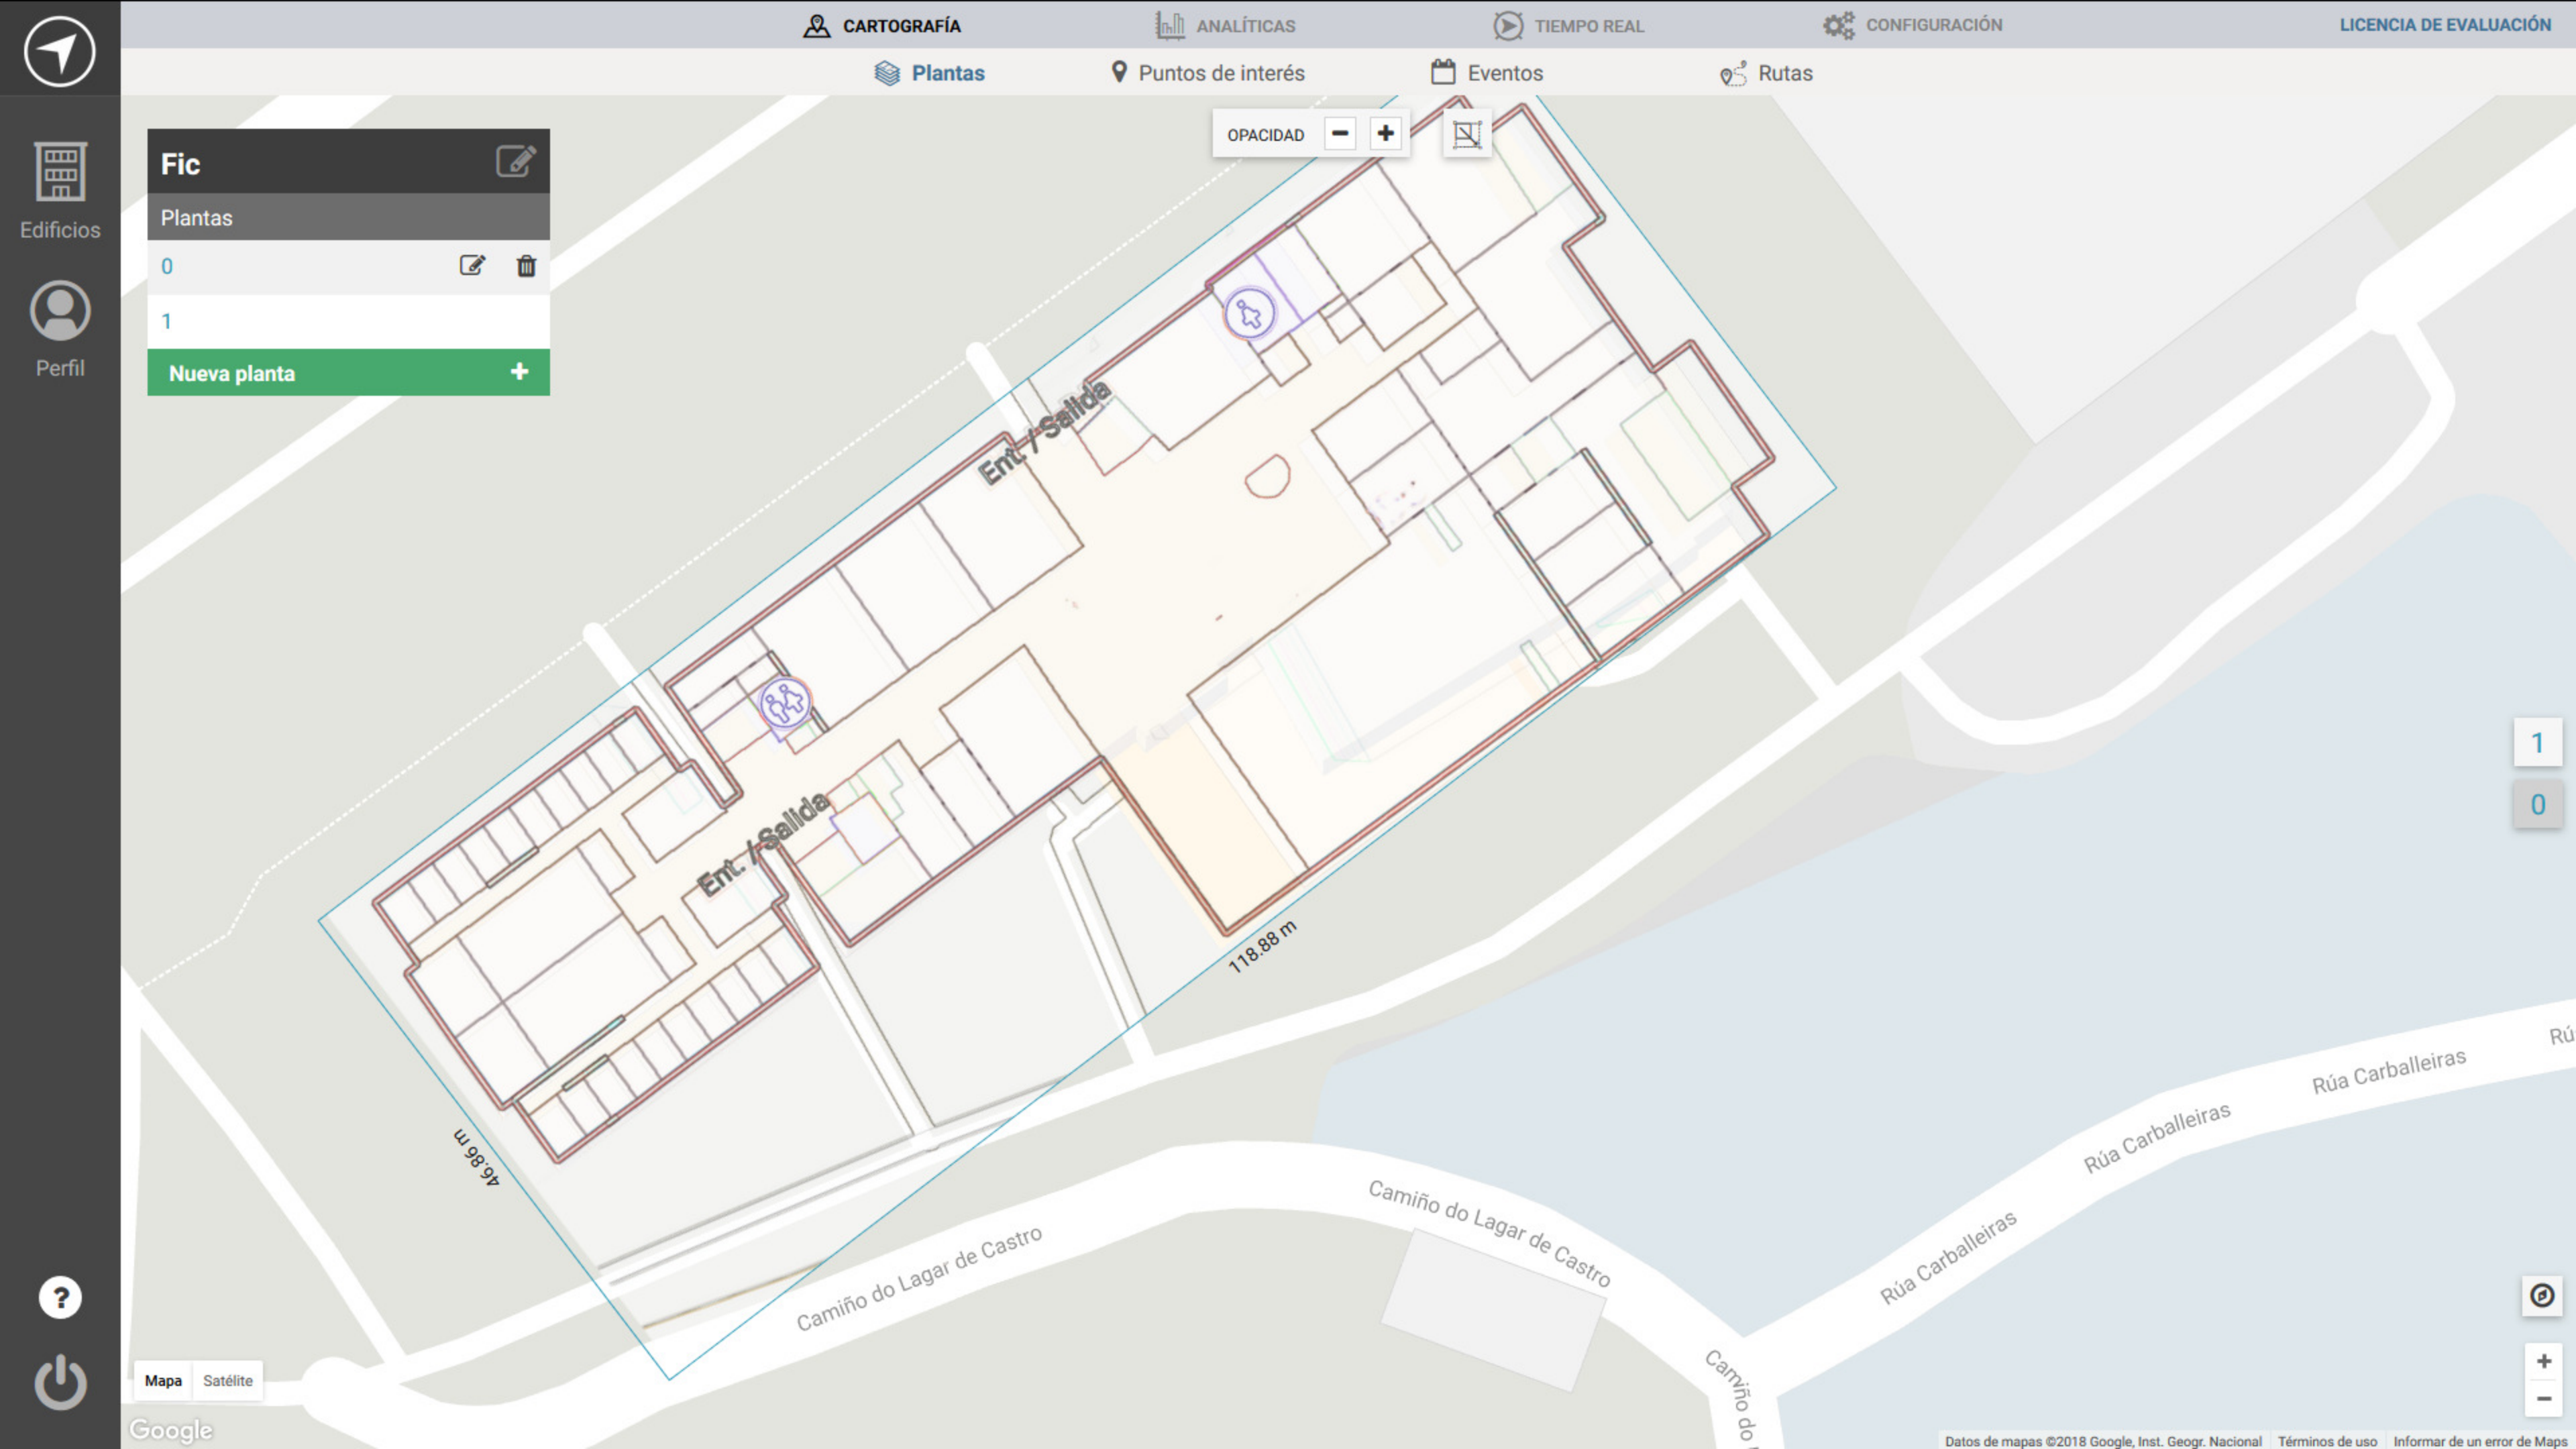 CARTOGRAFÍA
ANALÍTICAS
TIEMPO REAL
CONFIGURACIÓN
LICENCIA DE EVALUACIÓN
Plantas
Puntos de interés
Eventos
Rutas
Edificios
Perfil
Fic
Plantas
0
1
Nueva planta +
OPACIDAD - +
Ent. / Salida
Ent. / Salida
118.88 m
46.86 m
1
0
Rú
Rúa Carballeiras
Rúa Carballeiras
Rúa Carballeiras
Camiño do Lagar de Castro
Camiño do Lagar de Castro
Camiño do
?
+
-
Mapa Satélite
Google
Datos de mapas ©2018 Google, Inst. Geogr. Nacional Términos de uso Informar de un error de Maps